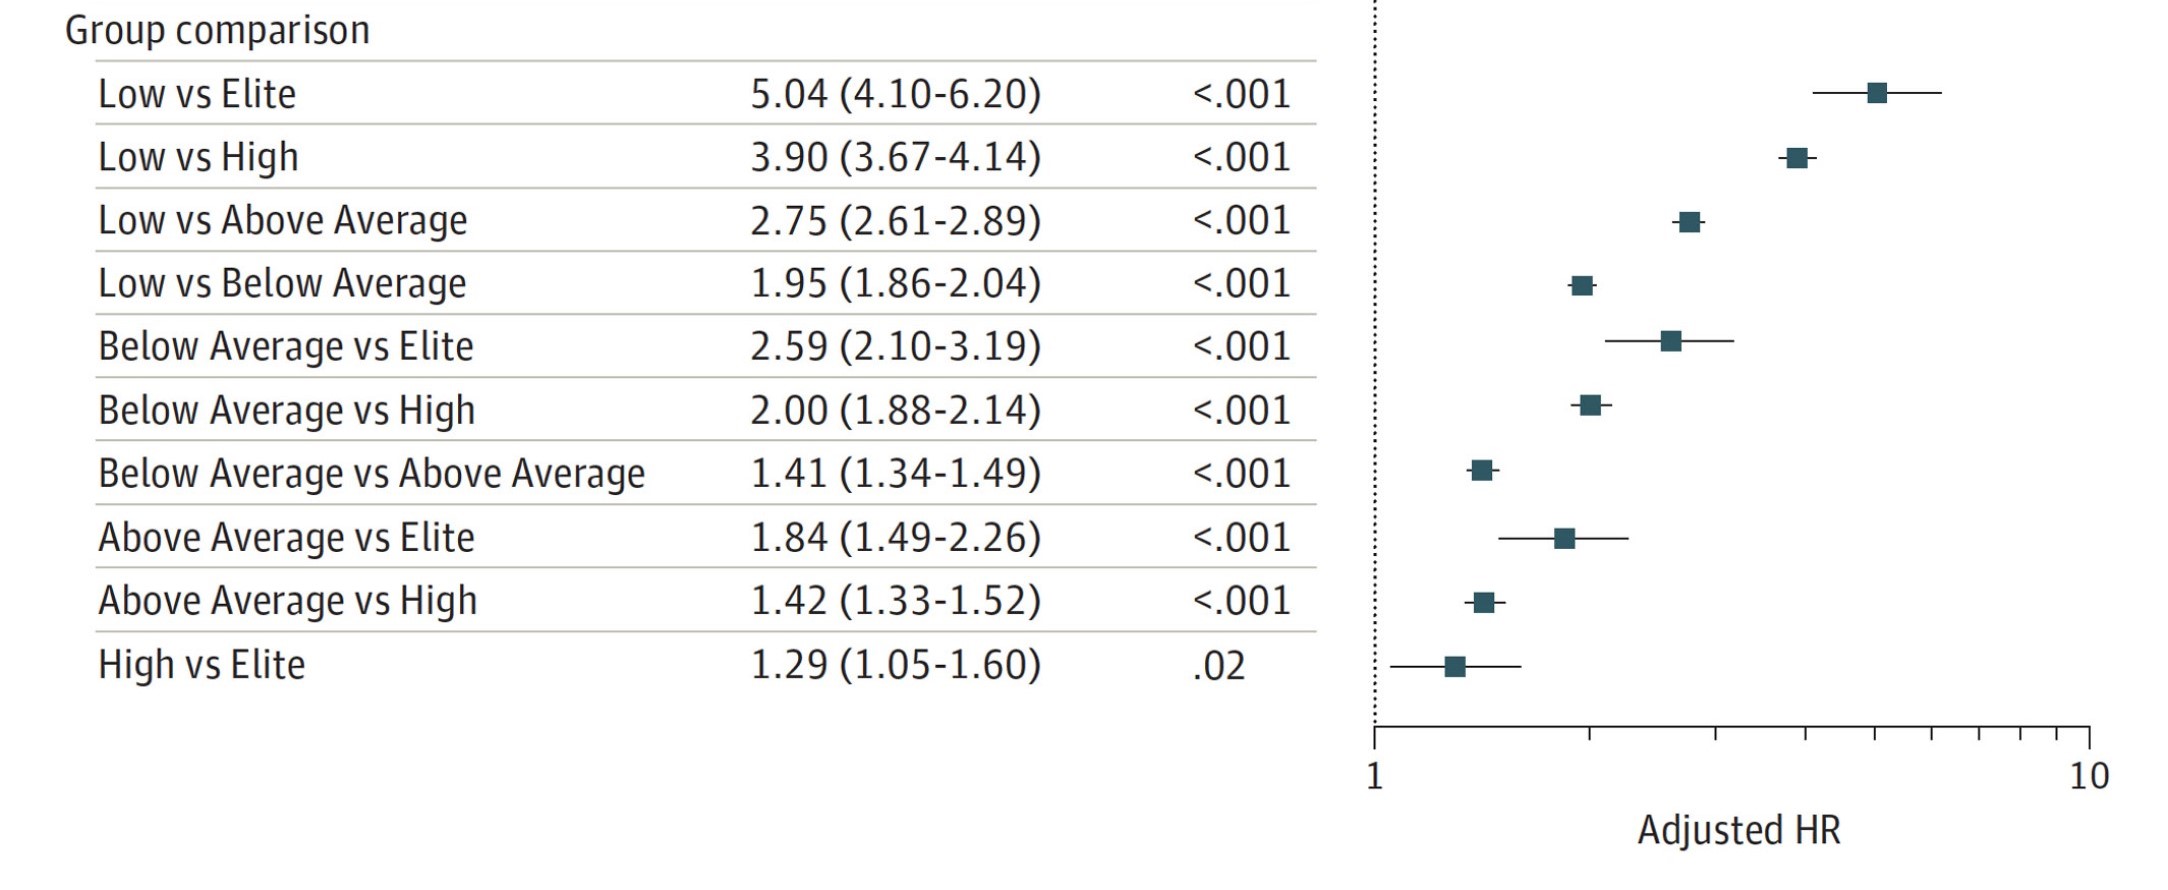 Group comparison
Low vs Elite 5.04 (4.10-6.20) <.001
Low vs High 3.90 (3.67-4.14) <.001
Low vs Above Average 2.75 (2.61-2.89) <.001
Low vs Below Average 1.95 (1.86-2.04) <.001
Below Average vs Elite 2.59 (2.10-3.19) <.001
Below Average vs High 2.00 (1.88-2.14) <.001
Below Average vs Above Average 1.41 (1.34-1.49) <.001
Above Average vs Elite 1.84 (1.49-2.26) <.001
Above Average vs High 1.42 (1.33-1.52) <.001
High vs Elite 1.29 (1.05-1.60) .02
1 10
Adjusted HR